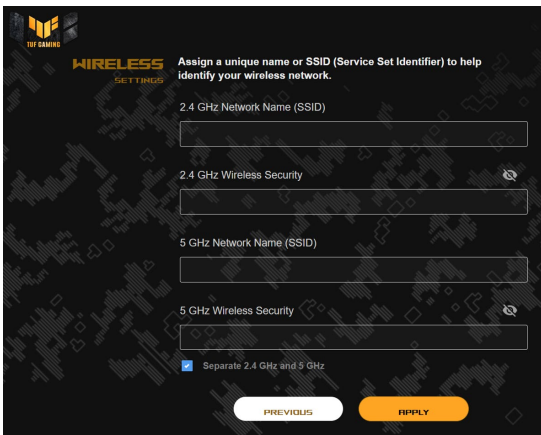 TUF GAMING
WIRELESS
SETTINGS
Assign a unique name or SSID (Service Set Identifier) to help
identify your wireless network.
2.4 GHz Network Name (SSID)
2.4 GHz Wireless Security
5 GHz Network Name (SSID)
5 GHz Wireless Security
Separate 2.4 GHz and 5 GHz
PREVIOUS
APPLY